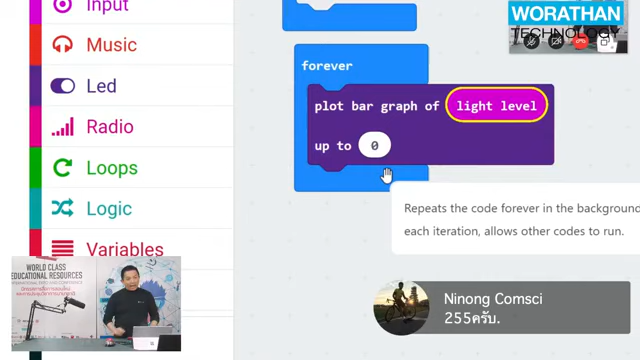 Input
Music
Led
Radio
Loops
Logic
Variables
forever
plot bar graph of light level
up to 0
Repeats the code forever in the background
each iteration, allows other codes to run.
WORATHAN
TECHNOLOGY
WORLD CLASS
EDUCATIONAL RESOURCES
Ninong Comsci
255ครับ.